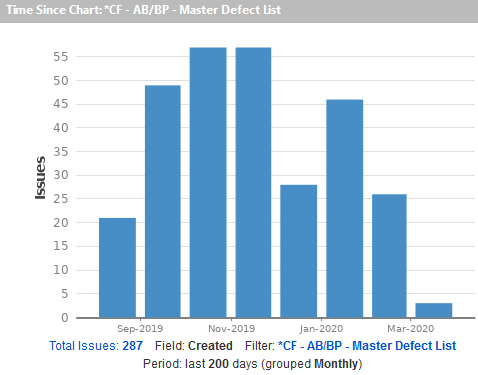 Time Since Chart: *CF - AB/BP - Master Defect List
55
50
45
40
35
30
25
20
15
10
5
0
Issues
Sep-2019 Nov-2019 Jan-2020 Mar-2020
Total Issues: 287 Field: Created Filter: *CF - AB/BP - Master Defect List
Period: last 200 days (grouped Monthly)